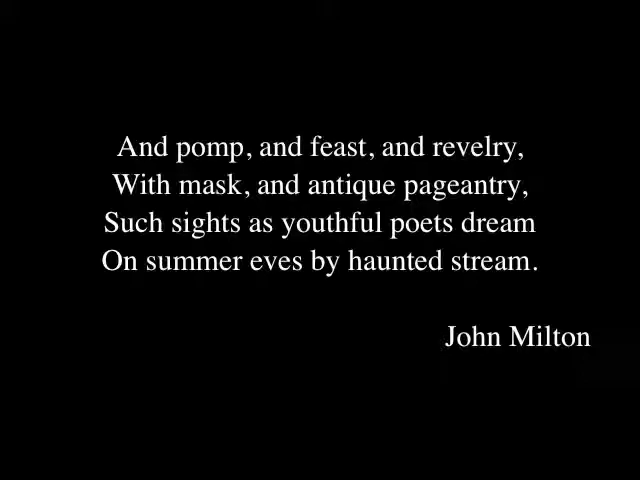 And pomp, and feast, and revelry,
With mask, and antique pageantry,
Such sights as youthful poets dream
On summer eves by haunted stream.
John Milton